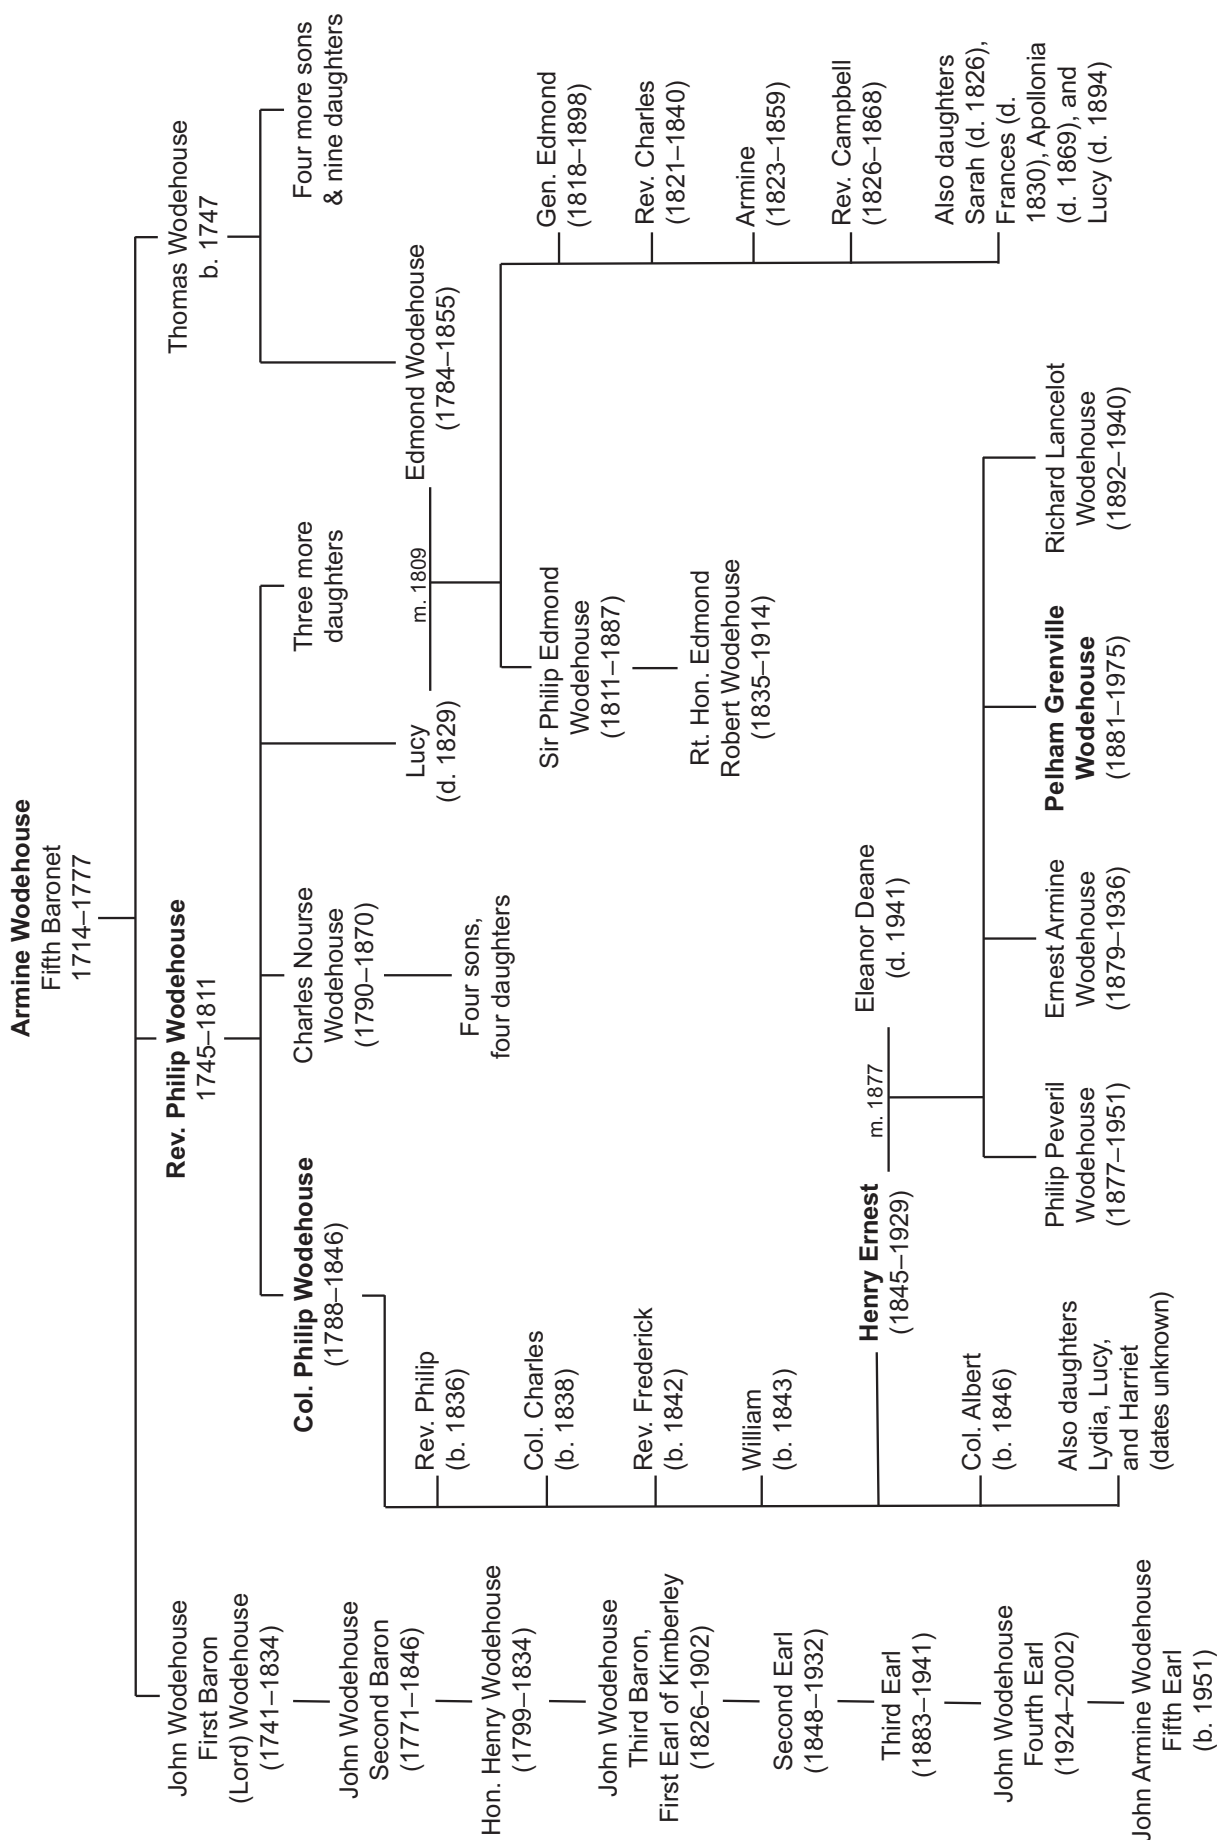 Armine Wodehouse
Fifth Baronet
1714–1777
John Wodehouse
First Baron
(Lord) Wodehouse
(1741–1834)
John Wodehouse
Second Baron
(1771–1846)
Hon. Henry Wodehouse
(1799–1834)
John Wodehouse
Third Baron,
First Earl of Kimberley
(1826–1902)
Second Earl
(1848–1932)
Third Earl
(1883–1941)
John Wodehouse
Fourth Earl
(1924–2002)
John Armine Wodehouse
Fifth Earl
(b. 1951)
Rev. Philip Wodehouse
1745–1811
Col. Philip Wodehouse
(1788–1846)
Rev. Philip
(b. 1836)
Col. Charles
(b. 1838)
Rev. Frederick
(b. 1842)
William
(b. 1843)
Henry Ernest
(1845–1929)
m. 1877
Eleanor Deane
(d. 1941)
Philip Peveril
Wodehouse
(1877–1951)
Ernest Armine
Wodehouse
(1879–1936)
Pelham Grenville
Wodehouse
(1881–1975)
Richard Lancelot
Wodehouse
(1892–1940)
Col. Albert
(b. 1846)
Also daughters
Lydia, Lucy,
and Harriet
(dates unknown)
Charles Nourse
Wodehouse
(1790–1870)
Four sons,
four daughters
Lucy
(d. 1829)
m. 1809
Edmond Wodehouse
(1784–1855)
Three more
daughters
Sir Philip Edmond
Wodehouse
(1811–1887)
Rt. Hon. Edmond
Robert Wodehouse
(1835–1914)
Gen. Edmond
(1818–1898)
Rev. Charles
(1821–1840)
Armine
(1823–1859)
Rev. Campbell
(1826–1868)
Also daughters
Sarah (d. 1826),
Frances (d.
1830), Apollonia
(d. 1869), and
Lucy (d. 1894)
Thomas Wodehouse
b. 1747
Four more sons
& nine daughters